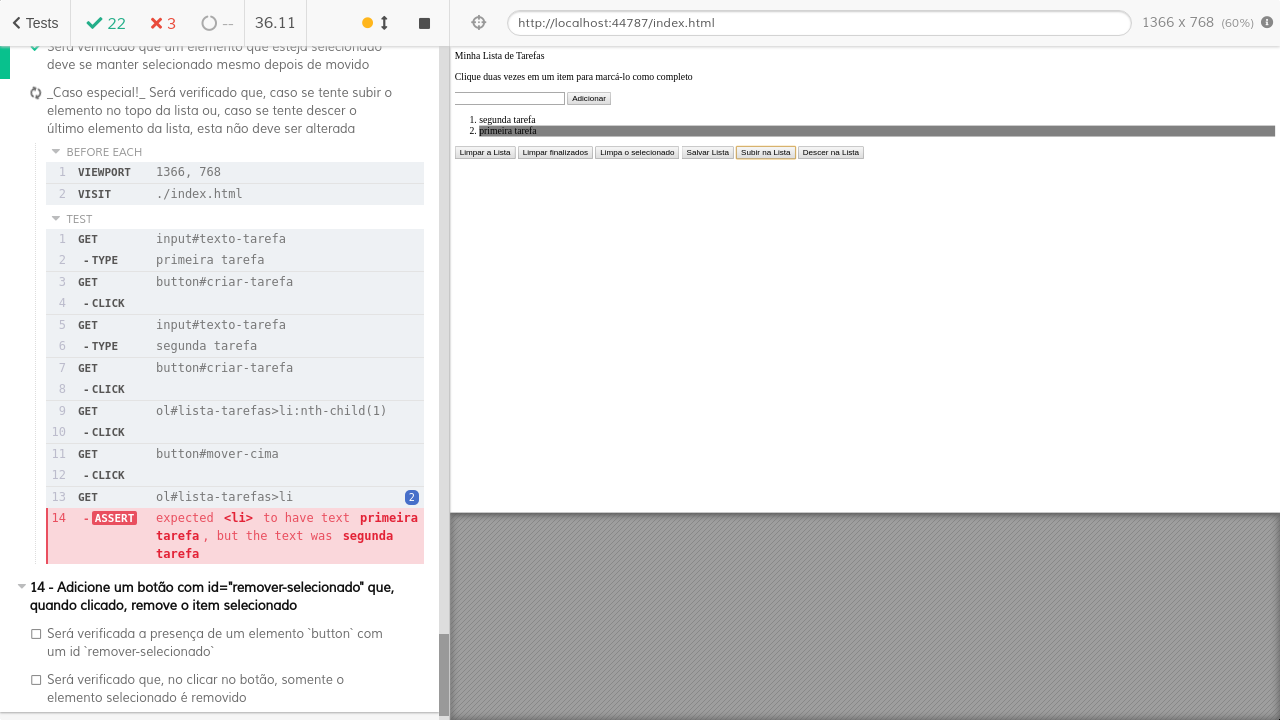 Tests 22 3 -- 36.11 http://localhost:44787/index.html 1366 x 768 (60%)
Será verificado que um elemento que esteja selecionado
deve se manter selecionado mesmo depois de movido
_Caso especial!_ Será verificado que, caso se tente subir o
elemento no topo da lista ou, caso se tente descer o
último elemento da lista, esta não deve ser alterada
BEFORE EACH
1 VIEWPORT 1366, 768
2 VISIT ./index.html
TEST
1 GET input#texto-tarefa
2 - TYPE primeira tarefa
3 GET button#criar-tarefa
4 - CLICK
5 GET input#texto-tarefa
6 - TYPE segunda tarefa
7 GET button#criar-tarefa
8 - CLICK
9 GET ol#lista-tarefas>li:nth-child(1)
10 - CLICK
11 GET button#mover-cima
12 - CLICK
13 GET ol#lista-tarefas>li 2
14 - ASSERT expected <li> to have text primeira
tarefa , but the text was segunda
tarefa
14 - Adicione um botão com id="remover-selecionado" que,
quando clicado, remove o item selecionado
Será verificada a presença de um elemento `button` com
um id `remover-selecionado`
Será verificado que, no clicar no botão, somente o
elemento selecionado é removido
Minha Lista de Tarefas
Clique duas vezes em um item para marcá-lo como completo
Adicionar
1. segunda tarefa
2. primeira tarefa
Limpar a Lista Limpar finalizados Limpa o selecionado Salvar Lista Subir na Lista Descer na Lista